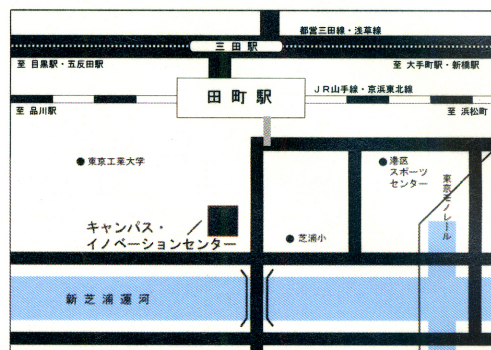 都営三田線・浅草線
三田駅
至 目黒駅・五反田駅
至 大手町駅・新橋駅
田町駅
JR山手線・京浜東北線
至 品川駅
至 浜松町
東京工業大学
港区
スポーツ
センター
東京モノレール
キャンパス・
イノベーションセンター
芝浦小
新芝浦運河